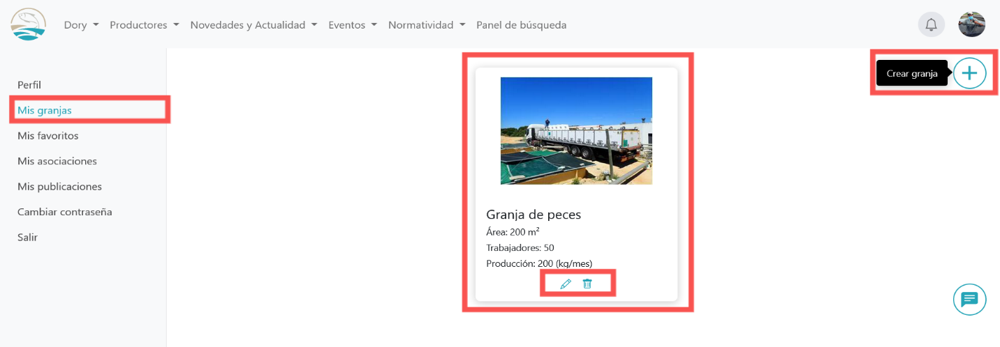 Dory Productores Novedades y Actualidad Eventos Normatividad Panel de búsqueda
Crear granja
Perfil
Mis granjas
Mis favoritos
Mis asociaciones
Mis publicaciones
Cambiar contraseña
Salir
Granja de peces
Área: 200 m²
Trabajadores: 50
Producción: 200 (kg/mes)